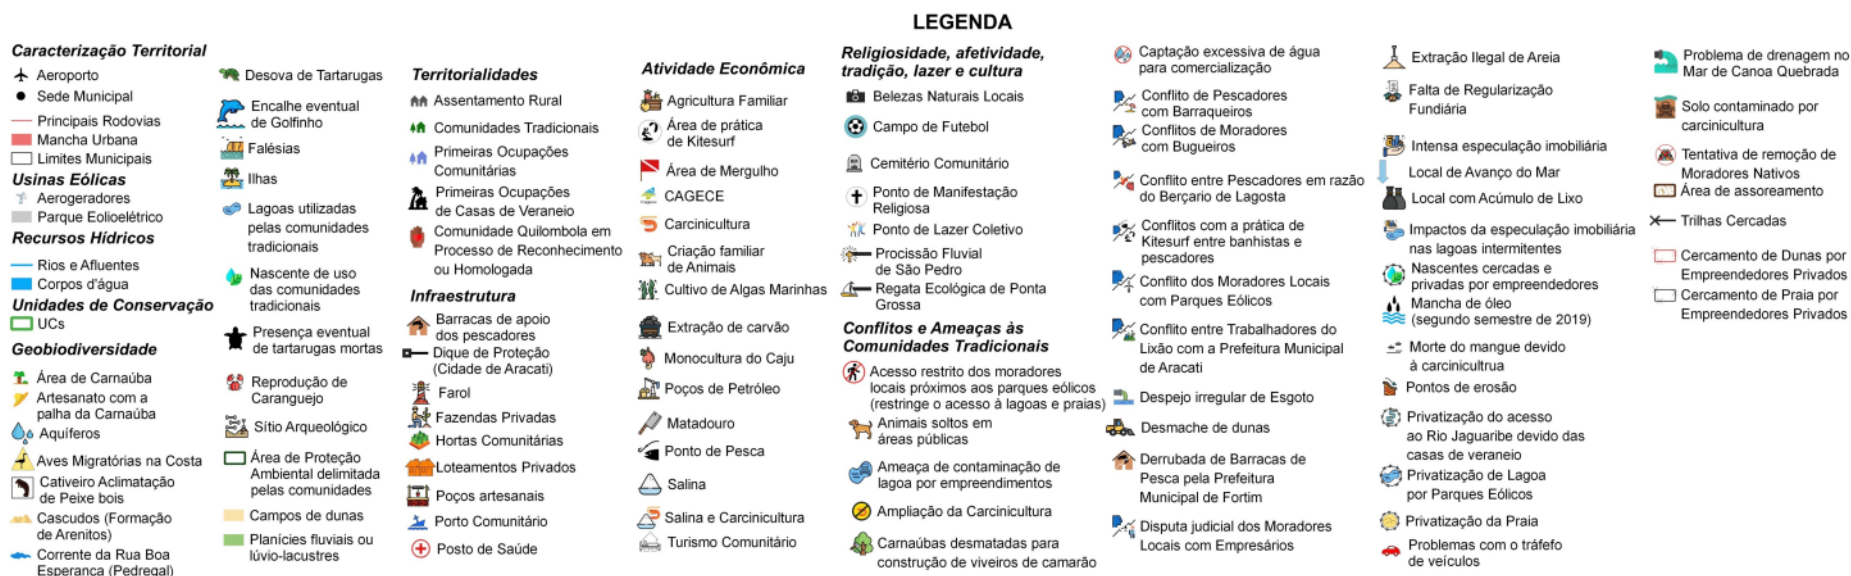 LEGENDA
Caracterização Territorial
Aeroporto
Sede Municipal
Principais Rodovias
Mancha Urbana
Limites Municipais
Usinas Eólicas
Aerogeradores
Parque Eolioelétrico
Recursos Hídricos
Rios e Afluentes
Corpos d'água
Unidades de Conservação
UCs
Geobiodiversidade
Área de Carnaúba
Artesanato com a
palha da Carnaúba
Aquíferos
Aves Migratórias na Costa
Cativeiro Aclimatação
de Peixe bois
Cascudos (Formação
de Arenitos)
Corrente da Rua Boa
Esperança (Pedregal)
Desova de Tartarugas
Encalhe eventual
de Golfinho
Falésias
Ilhas
Lagoas utilizadas
pelas comunidades
tradicionais
Nascente de uso
das comunidades
tradicionais
Presença eventual
de tartarugas mortas
Reprodução de
Caranguejo
Sítio Arqueológico
Área de Proteção
Ambiental delimitada
pelas comunidades
Campos de dunas
Planícies fluviais ou
lúvio-lacustres
Territorialidades
Assentamento Rural
Comunidades Tradicionais
Primeiras Ocupações
Comunitárias
Primeiras Ocupações
de Casas de Veraneio
Comunidade Quilombola em
Processo de Reconhecimento
ou Homologada
Infraestrutura
Barracas de apoio
dos pescadores
Dique de Proteção
(Cidade de Aracati)
Farol
Fazendas Privadas
Hortas Comunitárias
Loteamentos Privados
Poços artesanais
Porto Comunitário
Posto de Saúde
Atividade Econômica
Agricultura Familiar
Área de prática
de Kitesurf
Área de Mergulho
CAGECE
Carcinicultura
Criação familiar
de Animais
Cultivo de Algas Marinhas
Extração de carvão
Monocultura do Caju
Poços de Petróleo
Matadouro
Ponto de Pesca
Salina
Salina e Carcinicultura
Turismo Comunitário
Religiosidade, afetividade,
tradição, lazer e cultura
Belezas Naturais Locais
Campo de Futebol
Cemitério Comunitário
Ponto de Manifestação
Religiosa
Ponto de Lazer Coletivo
Procissão Fluvial
de São Pedro
Regata Ecológica de Ponta
Grossa
Conflitos e Ameaças às
Comunidades Tradicionais
Acesso restrito dos moradores
locais próximos aos parques eólicos
(restringe o acesso à lagoas e praias)
Animais soltos em
áreas públicas
Ameaça de contaminação de
lagoa por empreendimentos
Ampliação da Carcinicultura
Carnaúbas desmatadas para
construção de viveiros de camarão
Captação excessiva de água
para comercialização
Conflito de Pescadores
com Barraqueiros
Conflitos de Moradores
com Bugueiros
Conflito entre Pescadores em razão
do Berçario de Lagosta
Conflitos com a prática de
Kitesurf entre banhistas e
pescadores
Conflito dos Moradores Locais
com Parques Eólicos
Conflito entre Trabalhadores do
Lixão com a Prefeitura Municipal
de Aracati
Despejo irregular de Esgoto
Desmache de dunas
Derrubada de Barracas de
Pesca pela Prefeitura
Municipal de Fortim
Disputa judicial dos Moradores
Locais com Empresários
Extração Ilegal de Areia
Falta de Regularização
Fundiária
Intensa especulação imobiliária
Local de Avanço do Mar
Local com Acúmulo de Lixo
Impactos da especulação imobiliária
nas lagoas intermitentes
Nascentes cercadas e
privadas por empreendedores
Mancha de óleo
(segundo semestre de 2019)
Morte do mangue devido
à carcinicutrua
Pontos de erosão
Privatização do acesso
ao Rio Jaguaribe devido das
casas de veraneio
Privatização de Lagoa
por Parques Eólicos
Privatização da Praia
Problemas com o tráfefo
de veículos
Problema de drenagem no
Mar de Canoa Quebrada
Solo contaminado por
carcinicultura
Tentativa de remoção de
Moradores Nativos
Área de assoreamento
Trilhas Cercadas
Cercamento de Dunas por
Empreendedores Privados
Cercamento de Praia por
Empreendedores Privados